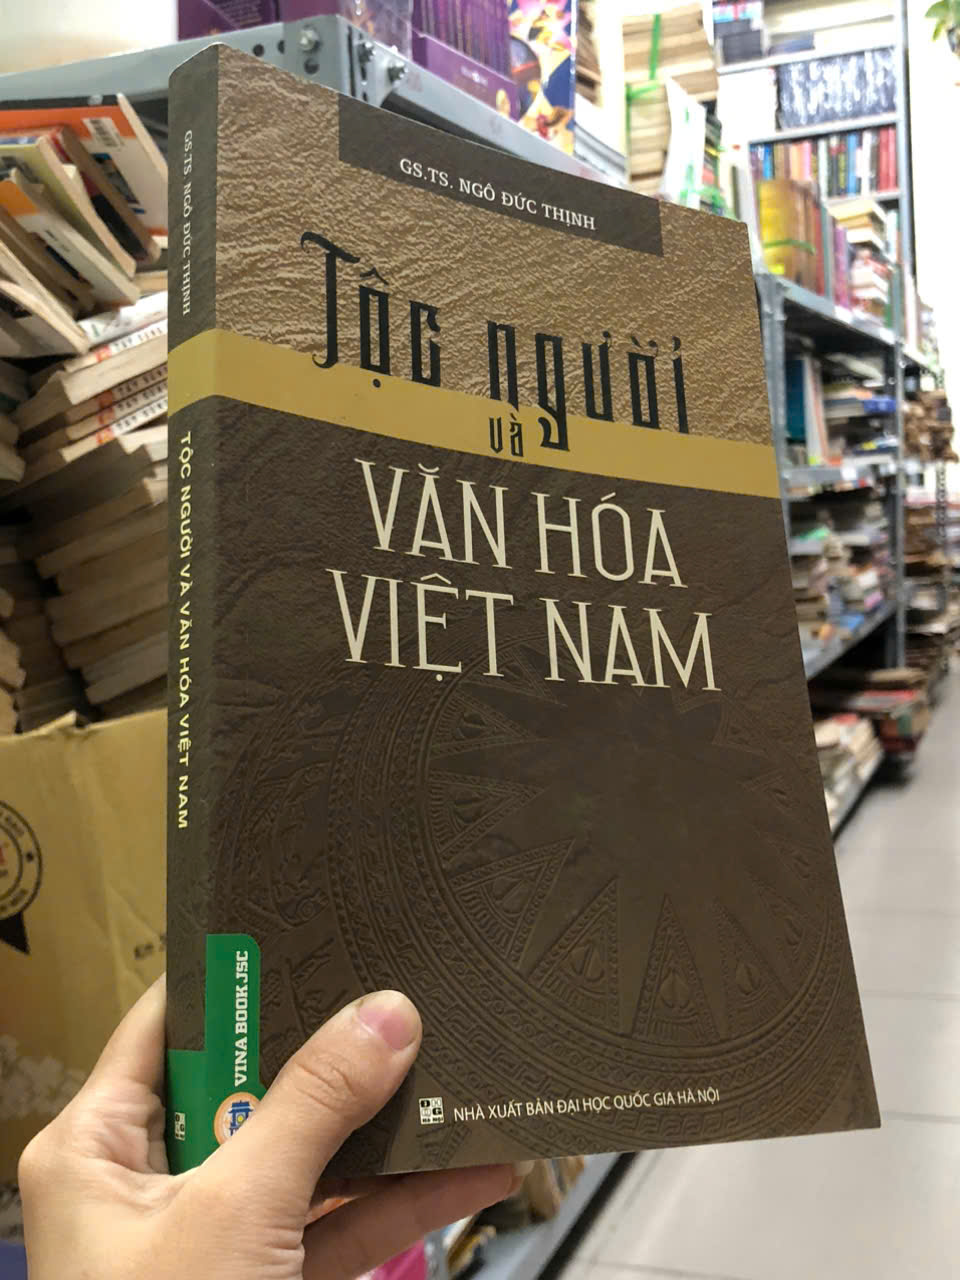 GS.TS. NGÔ ĐỨC THỊNH
Tộc người
và
VĂN HÓA
VIỆT NAM
NHÀ XUẤT BẢN ĐẠI HỌC QUỐC GIA HÀ NỘI
GS.TS. NGÔ ĐỨC THỊNH
TỘC NGƯỜI VÀ VĂN HÓA VIỆT NAM
VINA BOOK.JSC